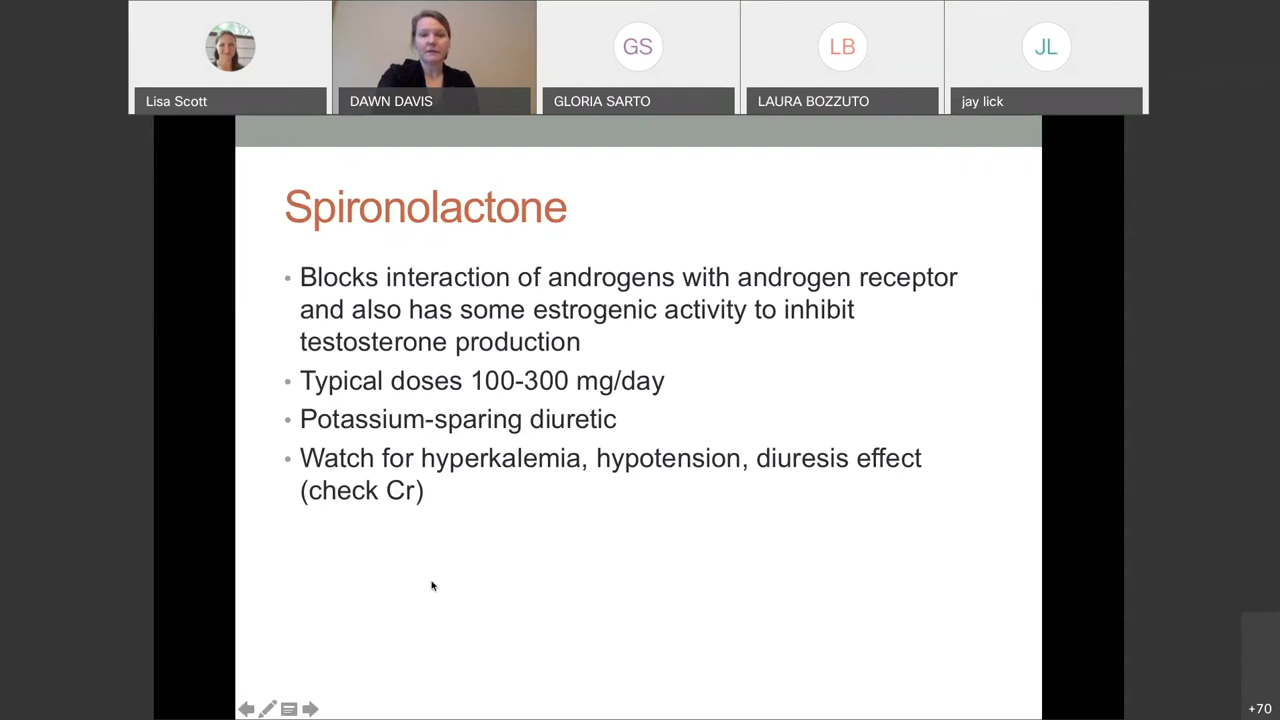 GS
LB
JL
Lisa Scott
DAWN DAVIS
GLORIA SARTO
LAURA BOZZUTO
jay lick
Spironolactone
• Blocks interaction of androgens with androgen receptor
and also has some estrogenic activity to inhibit
testosterone production
• Typical doses 100-300 mg/day
• Potassium-sparing diuretic
• Watch for hyperkalemia, hypotension, diuresis effect
(check Cr)
+70